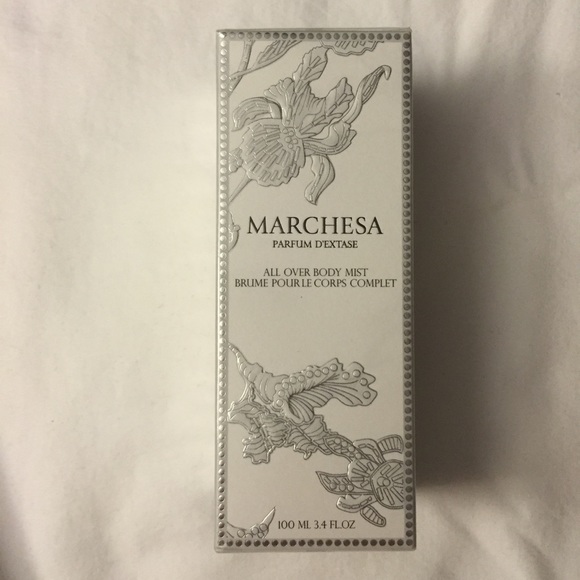 MARCHESA
PARFUM D'EXTASE
ALL OVER BODY MIST
BRUME POUR LE CORPS COMPLET
100 ML 3.4 FL.OZ